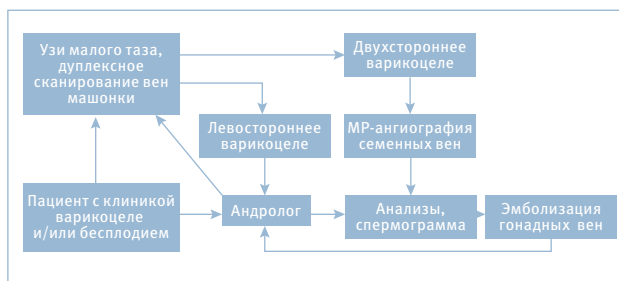 Узи малого таза,
дуплексное
сканирование вен
машонки
Двухстороннее
варикоцеле
Левостороннее
варикоцеле
МР-ангиография
семенных вен
Пациент с клиникой
варикоцеле
и/или бесплодием
Андролог
Анализы,
спермограмма
Эмболизация
гонадных вен